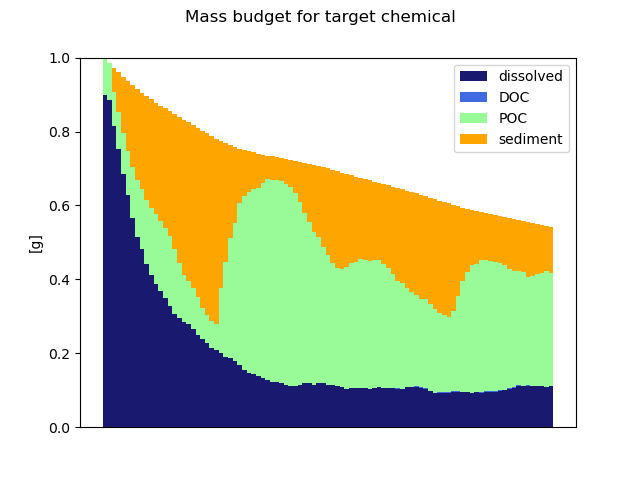 Mass budget for target chemical
1.0
0.8
0.6
0.4
0.2
0.0
[g]
dissolved
DOC
POC
sediment